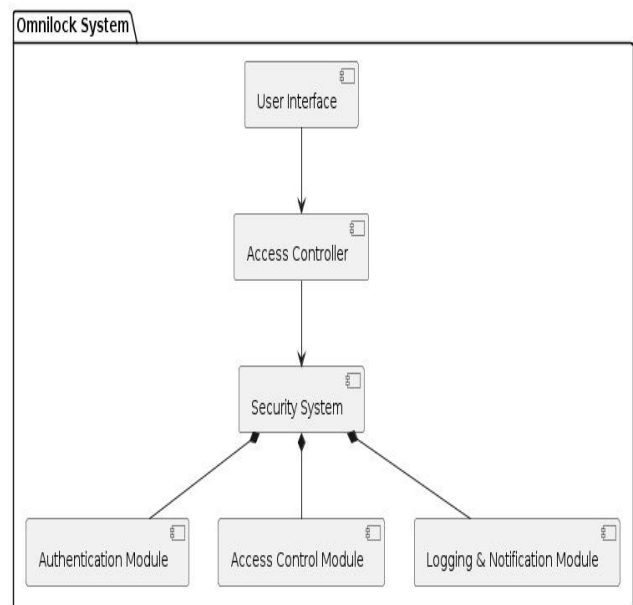 Omnilock System
User Interface
Access Controller
Security System
Authentication Module
Access Control Module
Logging & Notification Module